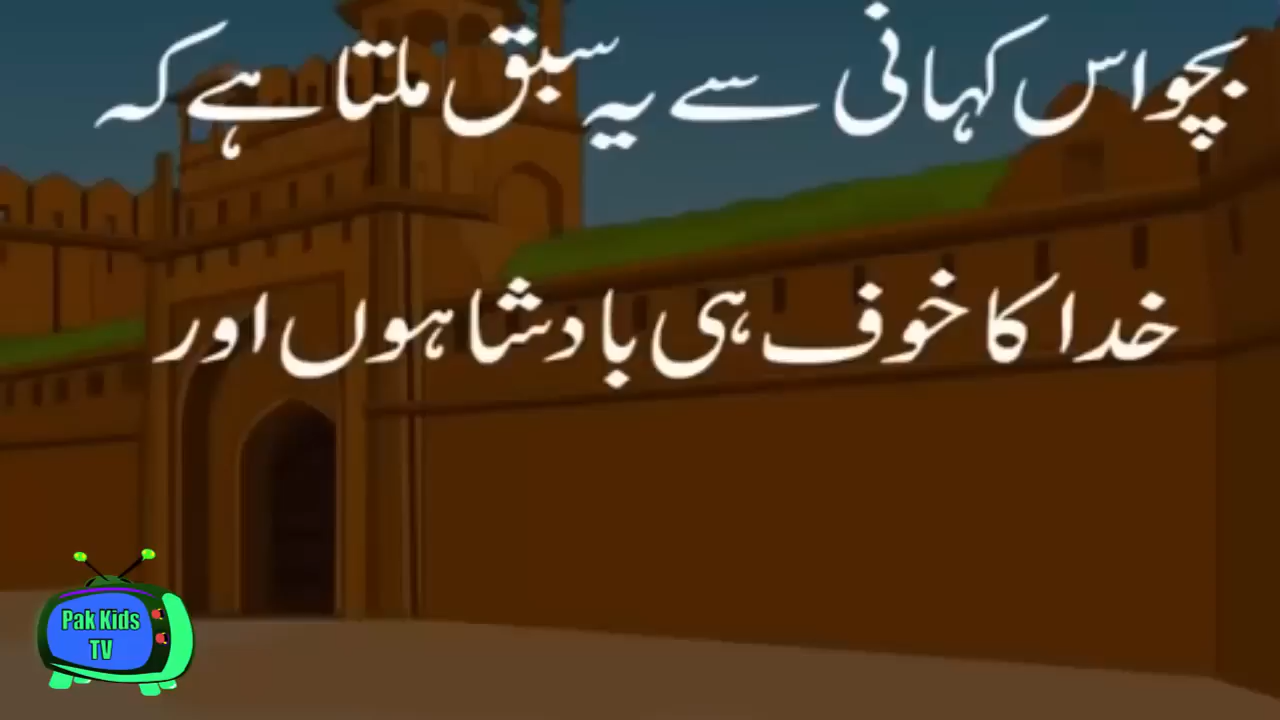 بچو اس کہانی سے یہ سبق ملتا ہے کہ
خدا کا خوف ہی بادشاہوں اور
Pak Kids
TV